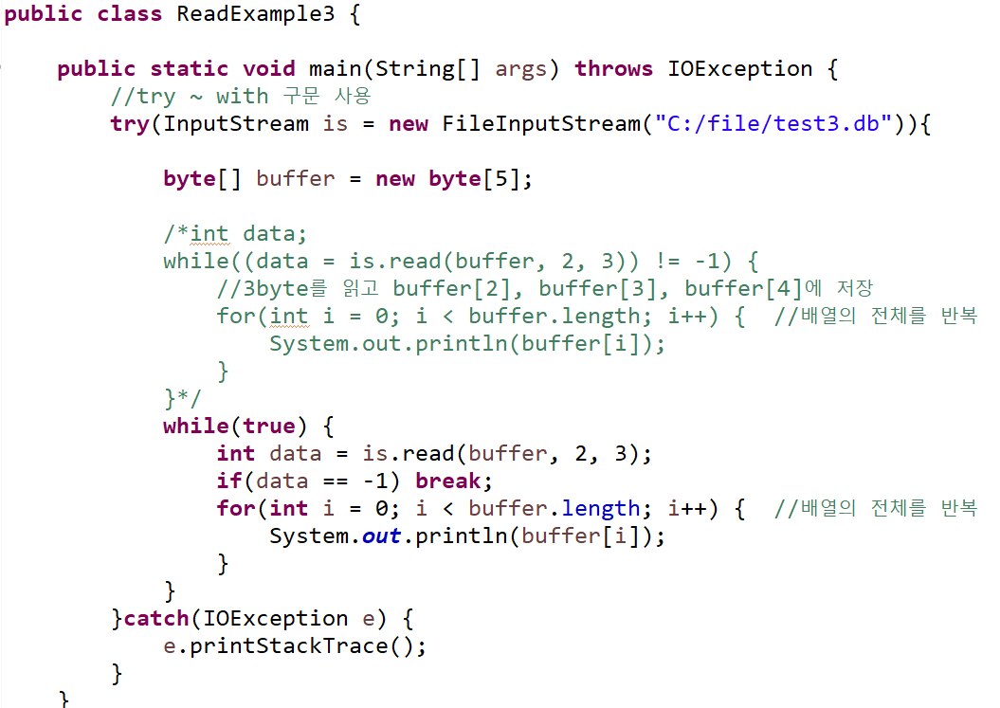 public class ReadExample3 {
public static void main(String[] args) throws IOException {
//try ~ with 구문 사용
try(InputStream is = new FileInputStream("C:/file/test3.db")){
byte[] buffer = new byte[5];
/*int data;
while((data = is.read(buffer, 2, 3)) != -1) {
//3byte를 읽고 buffer[2], buffer[3], buffer[4]에 저장
for(int i = 0; i < buffer.length; i++) {  //배열의 전체를 반복
System.out.println(buffer[i]);
}
}*/
while(true) {
int data = is.read(buffer, 2, 3);
if(data == -1) break;
for(int i = 0; i < buffer.length; i++) {  //배열의 전체를 반복
System.out.println(buffer[i]);
}
}
}catch(IOException e) {
e.printStackTrace();
}
}